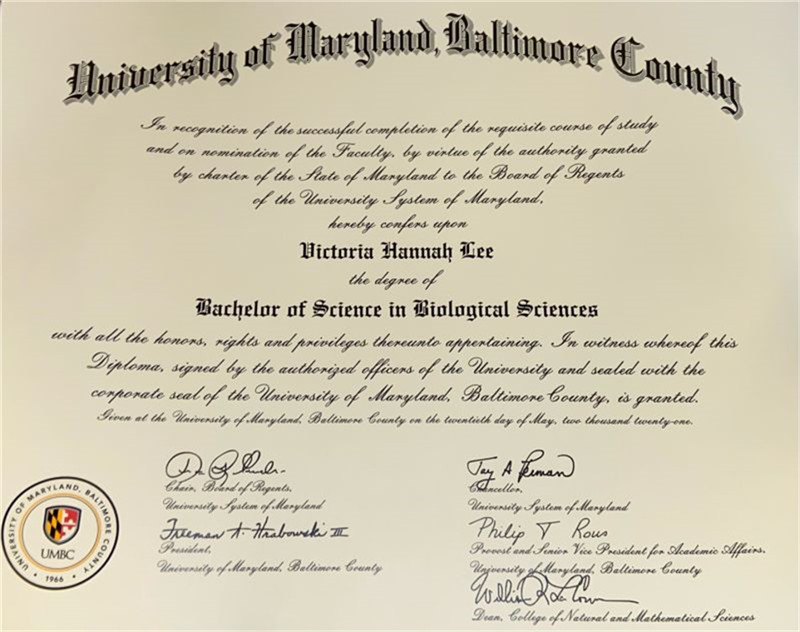 University of Maryland, Baltimore County
In recognition of the successful completion of the requisite course of study
and on nomination of the Faculty, by virtue of the authority granted
by charter of the State of Maryland to the Board of Regents
of the University System of Maryland,
hereby confers upon
Victoria Hannah Lee
the degree of
Bachelor of Science in Biological Sciences
with all the honors, rights and privileges thereunto appertaining. In witness whereof this
Diploma, signed by the authorized officers of the University and sealed with the
corporate seal of the University of Maryland, Baltimore County, is granted.
Given at the University of Maryland, Baltimore County on the twentieth day of May, two thousand twenty-one.
Chair, Board of Regents,
University System of Maryland
Freeman A. Hrabowski III
President,
University of Maryland, Baltimore County
Jay A Perman
Chancellor,
University System of Maryland
Philip T Rous
Provost and Senior Vice President for Academic Affairs,
University of Maryland, Baltimore County
Dean, College of Natural and Mathematical Sciences
UNIVERSITY OF MARYLAND, BALTIMORE COUNTY
UMBC
1966